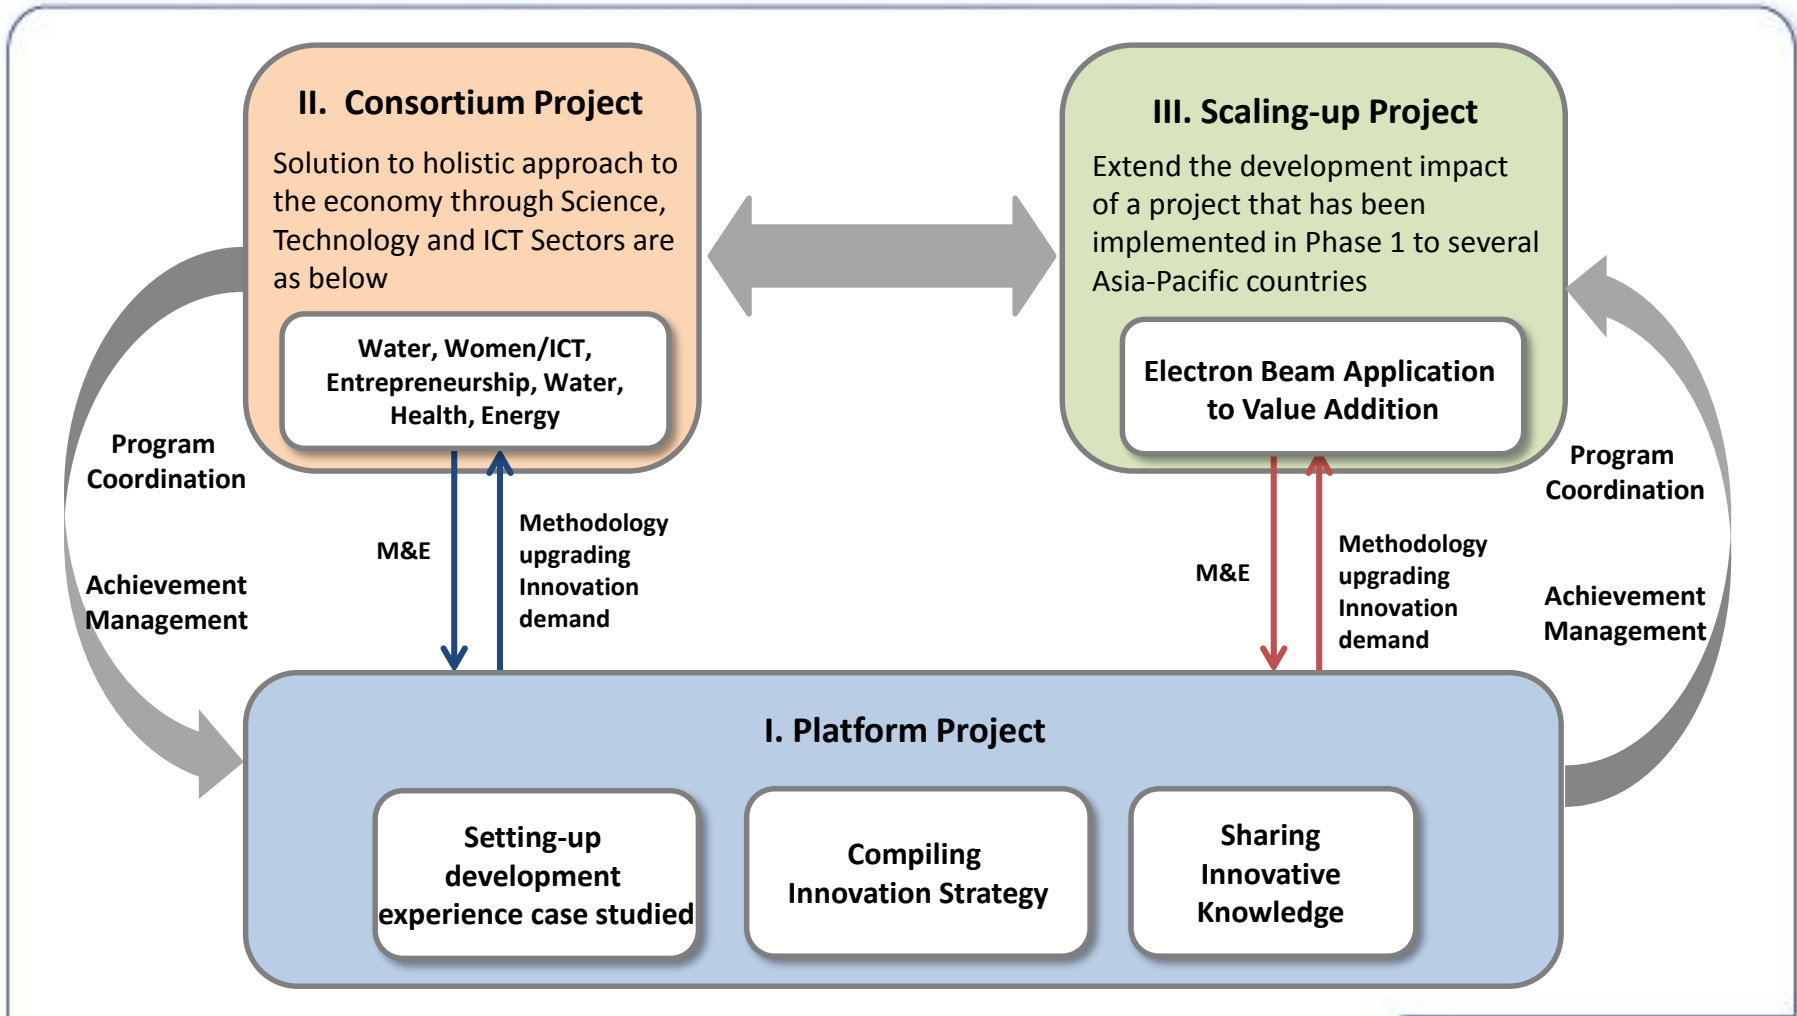 II.  Consortium Project
Solution to holistic approach to
the economy through Science,
Technology and ICT Sectors are
as below
Water, Women/ICT,
Entrepreneurship, Water,
Health, Energy
III. Scaling-up Project
Extend the development impact
of a project that has been
implemented in Phase 1 to several
Asia-Pacific countries
Electron Beam Application
to Value Addition
Program
Coordination
Achievement
Management
M&E
Methodology
upgrading
Innovation
demand
M&E
Methodology
upgrading
Innovation
demand
Program
Coordination
Achievement
Management
I. Platform Project
Setting-up
development
experience case studied
Compiling
Innovation Strategy
Sharing
Innovative
Knowledge